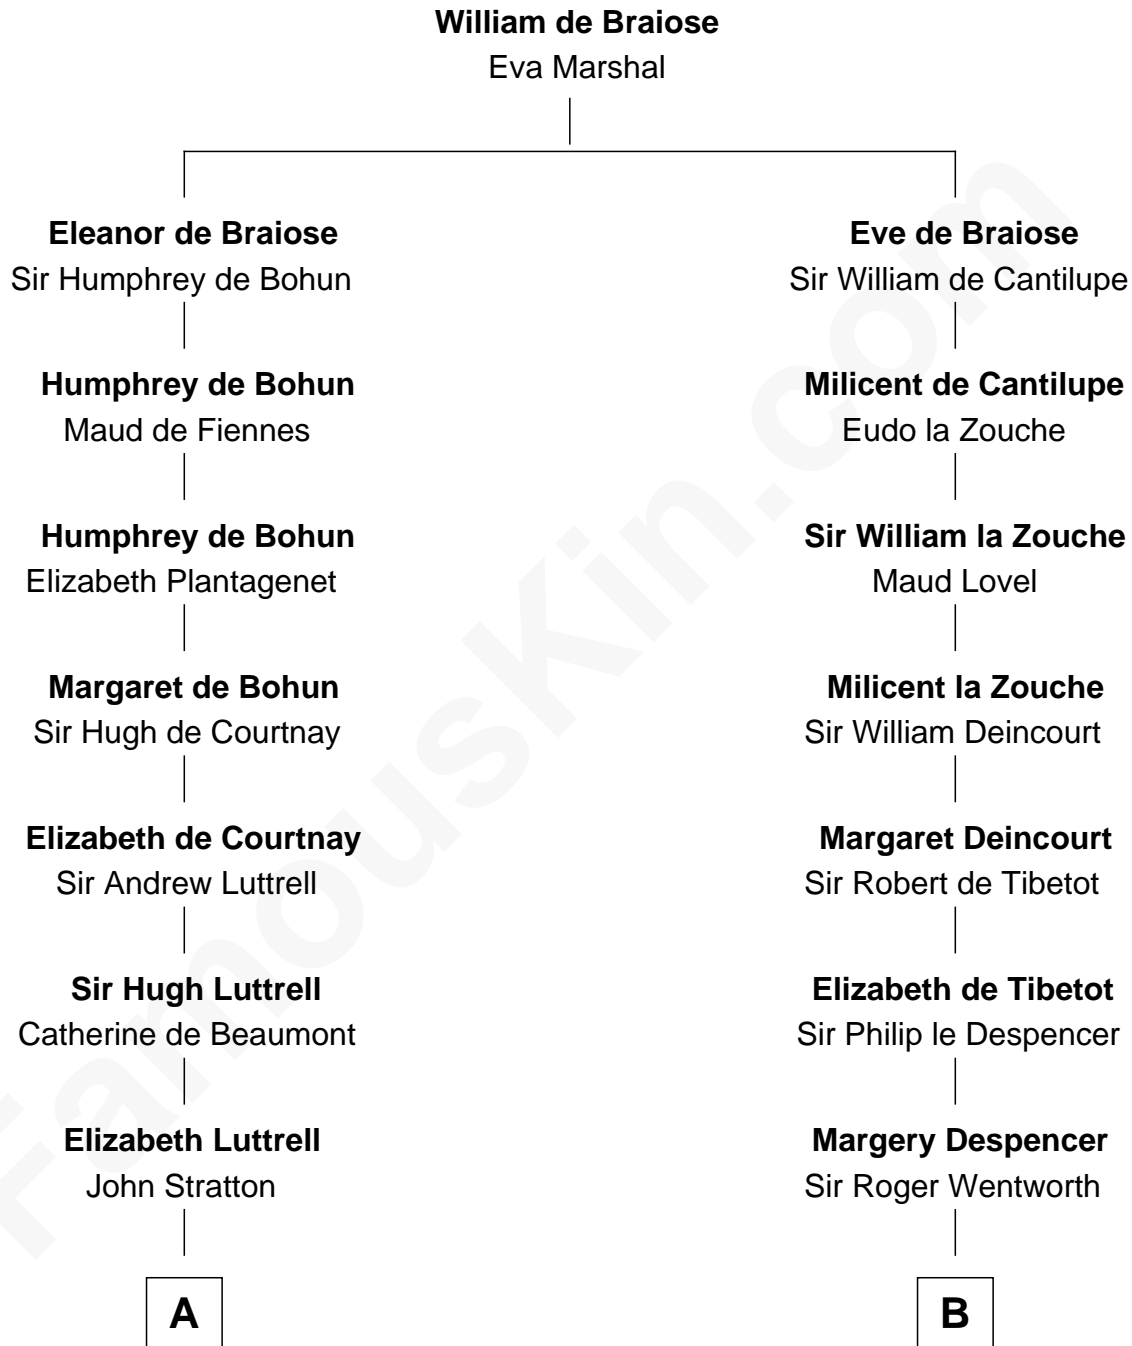 William de Braiose
Eva Marshal
Eleanor de Braiose
Sir Humphrey de Bohun
Humphrey de Bohun
Maud de Fiennes
Humphrey de Bohun
Elizabeth Plantagenet
Margaret de Bohun
Sir Hugh de Courtnay
Elizabeth de Courtnay
Sir Andrew Luttrell
Sir Hugh Luttrell
Catherine de Beaumont
Elizabeth Luttrell
John Stratton
A
Eve de Braiose
Sir William de Cantilupe
Milicent de Cantilupe
Eudo la Zouche
Sir William la Zouche
Maud Lovel
Milicent la Zouche
Sir William Deincourt
Margaret Deincourt
Sir Robert de Tibetot
Elizabeth de Tibetot
Sir Philip le Despencer
Margery Despencer
Sir Roger Wentworth
B
FamousKin.com